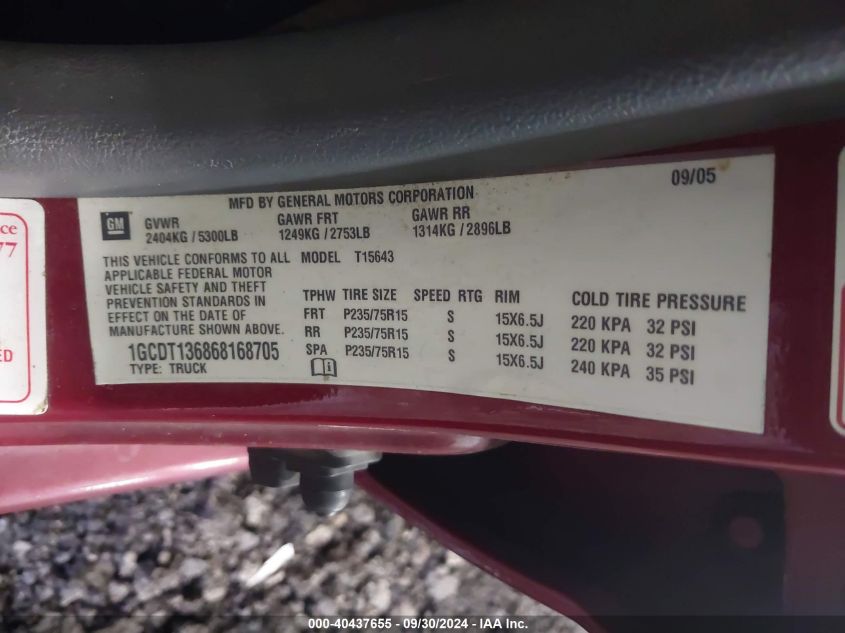 MFD BY GENERAL MOTORS CORPORATION
09/05
GM
GVWR GAWR FRT GAWR RR
2404KG / 5300LB 1249KG / 2753LB 1314KG / 2896LB
THIS VEHICLE CONFORMS TO ALL MODEL T15643
APPLICABLE FEDERAL MOTOR
VEHICLE SAFETY AND THEFT
PREVENTION STANDARDS IN
EFFECT ON THE DATE OF
MANUFACTURE SHOWN ABOVE.
1GCDT136868168705
TYPE: TRUCK
TPHW TIRE SIZE SPEED RTG RIM COLD TIRE PRESSURE
FRT P235/75R15 S 15X6.5J 220 KPA 32 PSI
RR P235/75R15 S 15X6.5J 220 KPA 32 PSI
SPA P235/75R15 S 15X6.5J 240 KPA 35 PSI
77
000-40437655 - 09/30/2024 - IAA Inc.